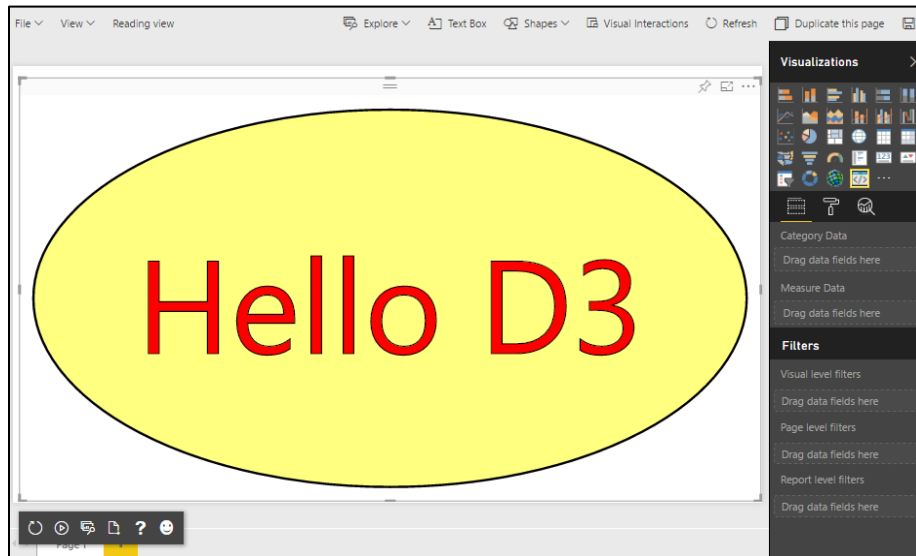 File View Reading view Explore Text Box Shapes Visual Interactions Refresh Duplicate this page
Visualizations
Hello D3
Category Data
Drag data fields here
Measure Data
Drag data fields here
Filters
Visual level filters
Drag data fields here
Page level filters
Drag data fields here
Report level filters
Drag data fields here
?
Page 1